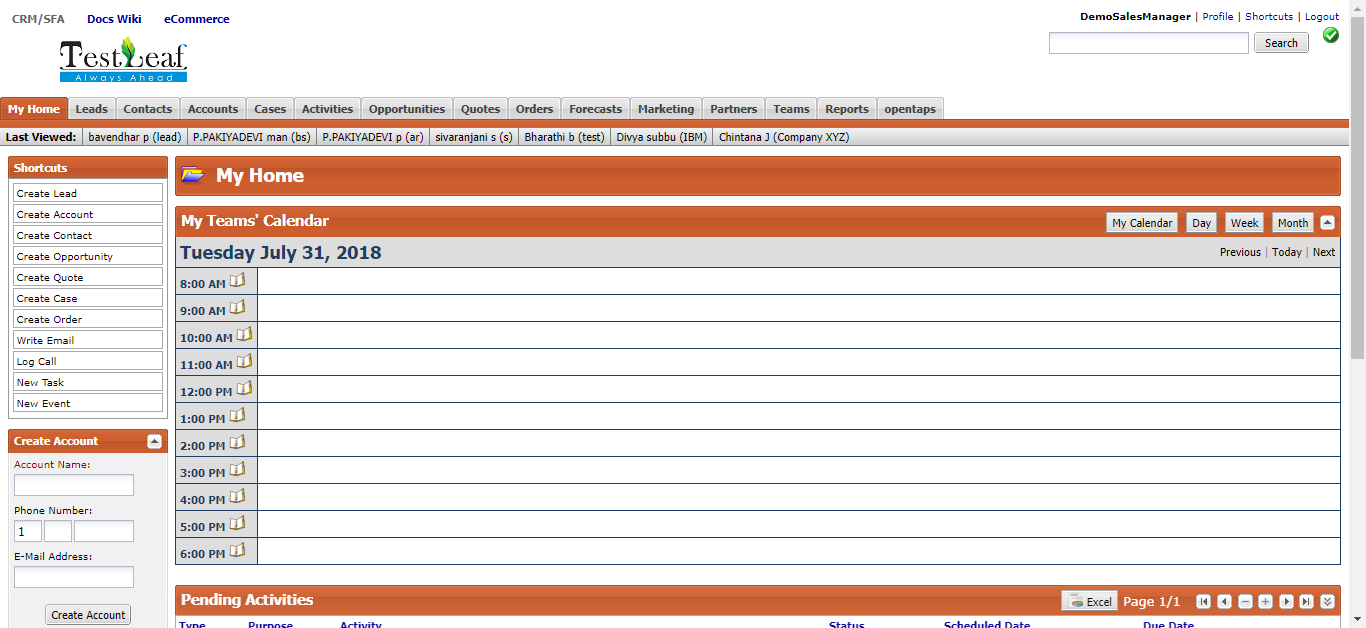 CRM/SFA Docs Wiki eCommerce
DemoSalesManager | Profile | Shortcuts | Logout
TestLeaf
Always Ahead
Search
My Home Leads Contacts Accounts Cases Activities Opportunities Quotes Orders Forecasts Marketing Partners Teams Reports opentaps
Last Viewed: bavendhar p (lead) P.PAKIYADEVI man (bs) P.PAKIYADEVI p (ar) sivaranjani s (s) Bharathi b (test) Divya subbu (IBM) Chintana J (Company XYZ)
Shortcuts
Create Lead
Create Account
Create Contact
Create Opportunity
Create Quote
Create Case
Create Order
Write Email
Log Call
New Task
New Event
Create Account
Account Name:
Phone Number:
1
E-Mail Address:
Create Account
My Home
My Teams' Calendar
My Calendar Day Week Month
Tuesday July 31, 2018
Previous | Today | Next
8:00 AM
9:00 AM
10:00 AM
11:00 AM
12:00 PM
1:00 PM
2:00 PM
3:00 PM
4:00 PM
5:00 PM
6:00 PM
Pending Activities
Excel Page 1/1
Type Purpose Activity Status Scheduled Date Due Date